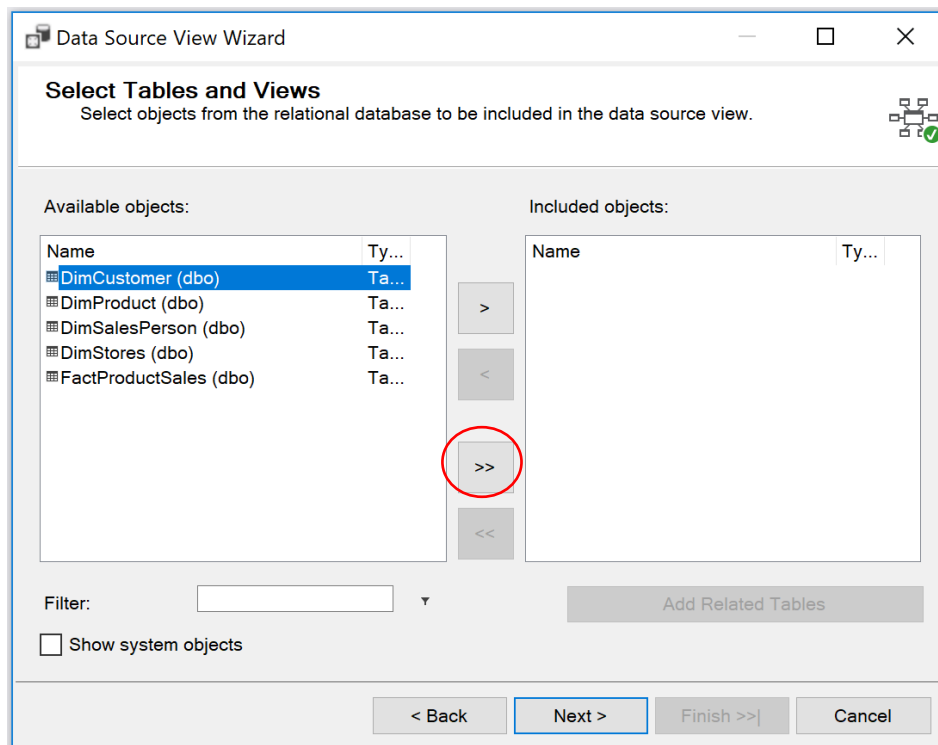 Data Source View Wizard
Select Tables and Views
Select objects from the relational database to be included in the data source view.
Available objects:
Included objects:
Name Ty...
DimCustomer (dbo) Ta...
DimProduct (dbo) Ta...
DimSalesPerson (dbo) Ta...
DimStores (dbo) Ta...
FactProductSales (dbo) Ta...
>
<
>>
<<
Name Ty...
Filter:
Add Related Tables
Show system objects
< Back Next > Finish >>| Cancel